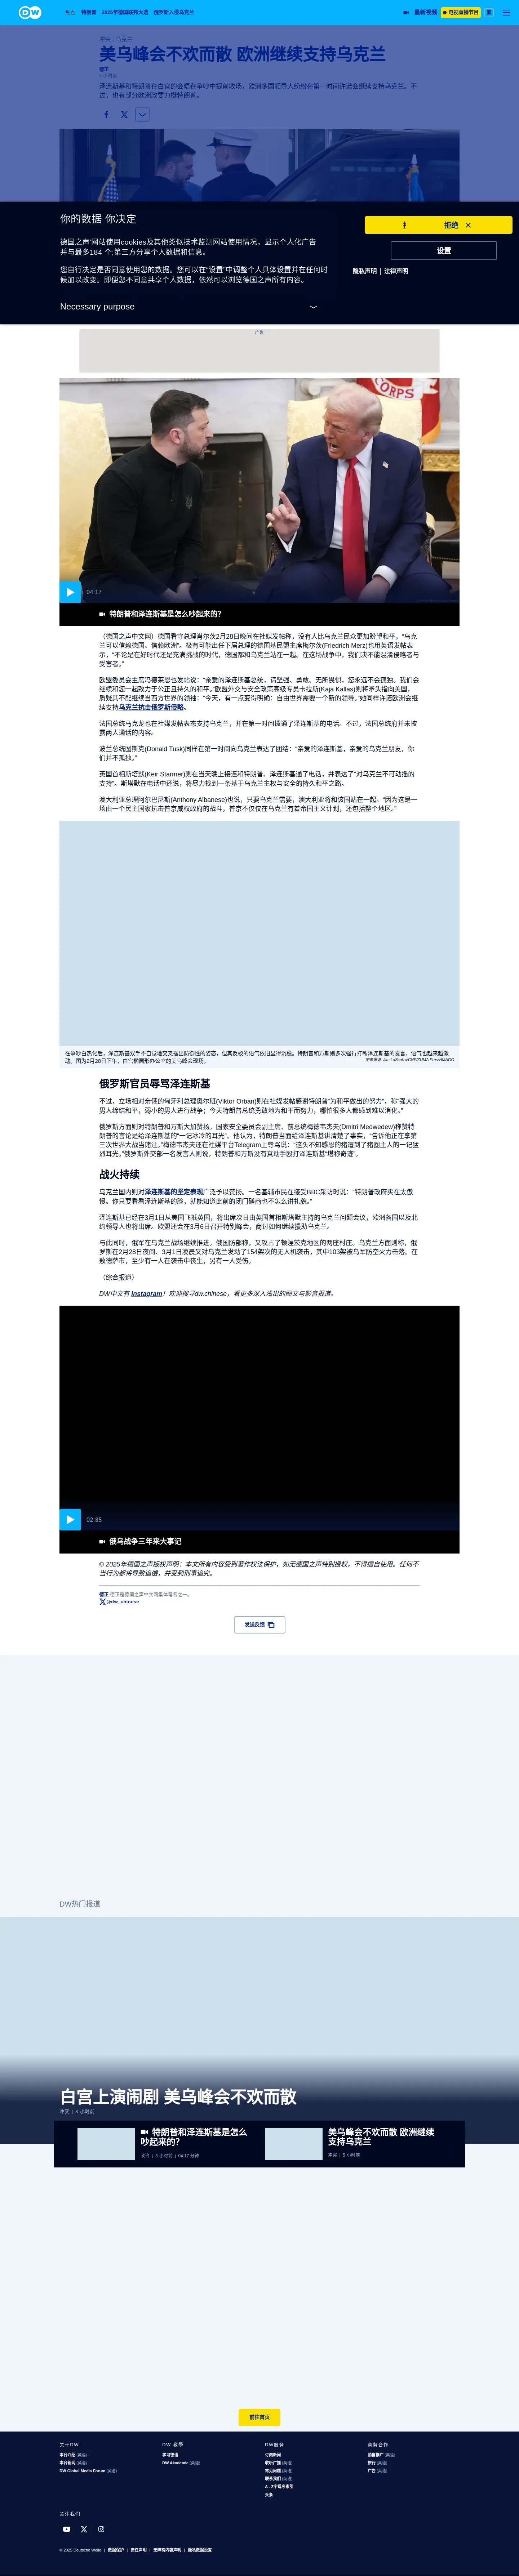 DW
焦点 特朗普 2025年德国联邦大选 俄罗斯入侵乌克兰 最新视频 电视直播节目 繁
冲突 | 乌克兰
美乌峰会不欢而散 欧洲继续支持乌克兰
德正
5 小时前
泽连斯基和特朗普在白宫的会晤在争吵中提前收场，欧洲多国领导人纷纷在第一时间许诺会继续支持乌克兰。不过，也有部分欧洲政要力挺特朗普。
你的数据 你决定
德国之声“网站使用cookies及其他类似技术监测网站使用情况，显示个人化广告并与最多184 个;第三方分享个人数据和信息。
您自行决定是否同意使用您的数据。您可以在“设置”中调整个人具体设置并在任何时候加以改变。即便您不同意共享个人数据，依然可以浏览德国之声所有内容。
Necessary purpose
拒绝
设置
隐私声明 | 法律声明
广告
04:17
特朗普和泽连斯基是怎么吵起来的？
（德国之声中文网）德国看守总理肖尔茨2月28日晚间在社媒发帖称，没有人比乌克兰民众更加盼望和平，“乌克兰可以信赖德国、信赖欧洲”。极有可能出任下届总理的德国基民盟主席梅尔茨(Friedrich Merz)也用英语发帖表示，“不论是在好时代还是充满挑战的时代，德国都和乌克兰站在一起。在这场战争中，我们决不能混淆侵略者与受害者。”
欧盟委员会主席冯德莱恩也发帖说：“亲爱的泽连斯基总统，请坚强、勇敢、无所畏惧，您永远不会孤独。我们会继续和您一起致力于公正且持久的和平。”欧盟外交与安全政策高级专员卡拉斯(Kaja Kallas)则将矛头指向美国，质疑其不配继续当西方世界的领袖：“今天，有一点变得明确：自由世界需要一个新的领导。”她同样许诺欧洲会继续支持乌克兰抗击俄罗斯侵略。
法国总统马克龙也在社媒发帖表态支持乌克兰，并在第一时间拨通了泽连斯基的电话。不过，法国总统府并未披露两人通话的内容。
波兰总统图斯克(Donald Tusk)同样在第一时间向乌克兰表达了团结：“亲爱的泽连斯基，亲爱的乌克兰朋友，你们并不孤独。”
英国首相斯塔默(Keir Starmer)则在当天晚上接连和特朗普、泽连斯基通了电话，并表达了“对乌克兰不可动摇的支持”。斯塔默在电话中还说，将尽力找到一条基于乌克兰主权与安全的持久和平之路。
澳大利亚总理阿尔巴尼斯(Anthony Albanese)也说，只要乌克兰需要，澳大利亚将和该国站在一起。“因为这是一场由一个民主国家抗击普京威权政府的战斗，普京不仅仅在乌克兰有着帝国主义计划，还包括整个地区。”
在争吵白热化后，泽连斯基双手不自觉地交叉摆出防御性的姿态，但其反驳的语气依旧显得沉稳。特朗普和万斯则多次强行打断泽连斯基的发言，语气也越来越激动。图为2月28日下午，白宫椭圆形办公室的美乌峰会现场。
图像来源: Jim LoScalzo/CNP/ZUMA Press/IMAGO
俄罗斯官员辱骂泽连斯基
不过，立场相对亲俄的匈牙利总理奥尔班(Viktor Orban)则在社媒发帖感谢特朗普“为和平做出的努力”，称“强大的男人缔结和平，弱小的男人进行战争；今天特朗普总统勇敢地为和平而努力，哪怕很多人都感到难以消化。”
俄罗斯方面则对特朗普和万斯大加赞扬。国家安全委员会副主席、前总统梅德韦杰夫(Dmitri Medwedew)称赞特朗普的言论是给泽连斯基的“一记冰冷的耳光”。他认为，特朗普当面给泽连斯基讲清楚了事实，“告诉他正在拿第三次世界大战当赌注。”梅德韦杰夫还在社媒平台Telegram上辱骂说：“这头不知感恩的猪遭到了猪圈主人的一记猛烈耳光。”俄罗斯外交部一名发言人则说，特朗普和万斯没有真动手殴打泽连斯基“堪称奇迹”。
战火持续
乌克兰国内则对泽连斯基的坚定表现广泛予以赞扬。一名基辅市民在接受BBC采访时说：“特朗普政府实在太傲慢。你只要看看泽连斯基的脸，就能知道此前的闭门磋商也不怎么讲礼貌。”
泽连斯基已经在3月1日从美国飞抵英国，将出席次日由英国首相斯塔默主持的乌克兰问题会议，欧洲各国以及北约领导人也将出席。欧盟还会在3月6日召开特别峰会，商讨如何继续援助乌克兰。
与此同时，俄军在乌克兰战场继续推进。俄国防部称，又攻占了顿涅茨克地区的两座村庄。乌克兰方面则称，俄罗斯在2月28日夜间、3月1日凌晨又对乌克兰发动了154架次的无人机袭击，其中103架被乌军防空火力击落。在敖德萨市，至少有一人在袭击中丧生，另有一人受伤。
（综合报道）
DW中文有 Instagram！欢迎搜寻dw.chinese，看更多深入浅出的图文与影音报道。
02:35
俄乌战争三年来大事记
© 2025年德国之声版权声明：本文所有内容受到著作权法保护，如无德国之声特别授权，不得擅自使用。任何不当行为都将导致追偿，并受到刑事追究。
德正 德正是德国之声中文网集体笔名之一。
@dw_chinese
发送反馈
DW热门报道
白宫上演闹剧 美乌峰会不欢而散
冲突 | 8 小时前
特朗普和泽连斯基是怎么吵起来的？
政治 | 3 小时前 | 04:17 分钟
美乌峰会不欢而散 欧洲继续支持乌克兰
冲突 | 5 小时前
前往首页
关于DW
本台介绍 (英语)
本台新闻 (英语)
DW Global Media Forum (英语)
DW 教學
学习德语
DW Akademie (英语)
DW服务
订阅新闻
收听广播 (英语)
常见问题 (英语)
联系我们 (英语)
A - Z字母序索引
头条
商务合作
销售推广 (英语)
旅行 (英语)
广告 (英语)
关注我们
© 2025 Deutsche Welle | 数据保护 | 责任声明 | 无障碍内容声明 | 隐私数据设置